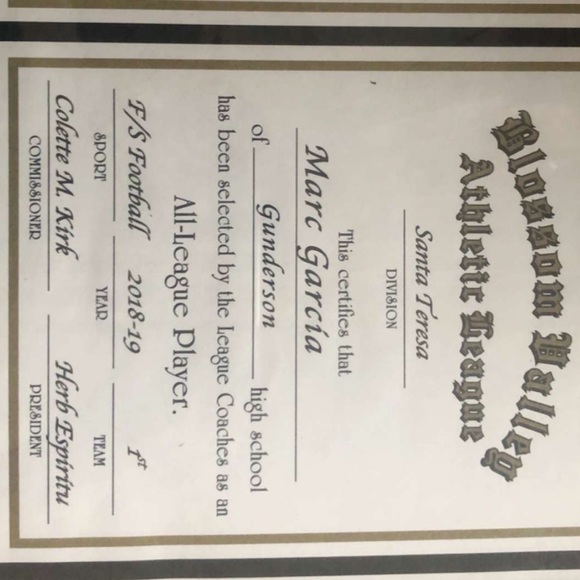 Blossom Valley
Athletic League
Santa Teresa
DIVISION
This certifies that
Marc Garcia
of Gunderson high school
has been selected by the League Coaches as an
All-League Player.
F/S Football 2018-19 1st
SPORT YEAR TEAM
Colette M. Kirk Herb Espiritu
COMMISSIONER PRESIDENT